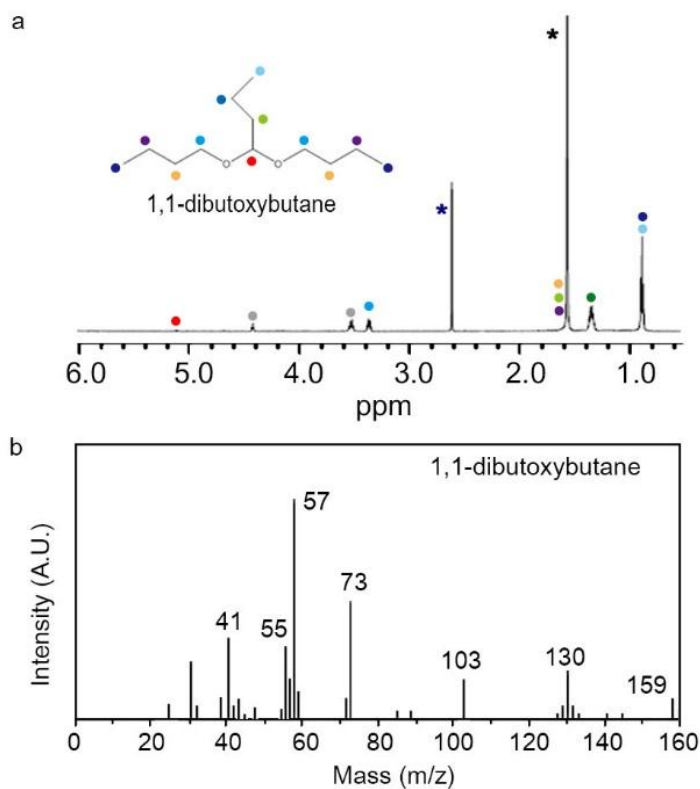 a
*
*
O O
1,1-dibutoxybutane
6.0 5.0 4.0 3.0 2.0 1.0
ppm
b
1,1-dibutoxybutane
57
73
41
55
103
130
159
Intensity (A.U.)
0 20 40 60 80 100 120 140 160
Mass (m/z)